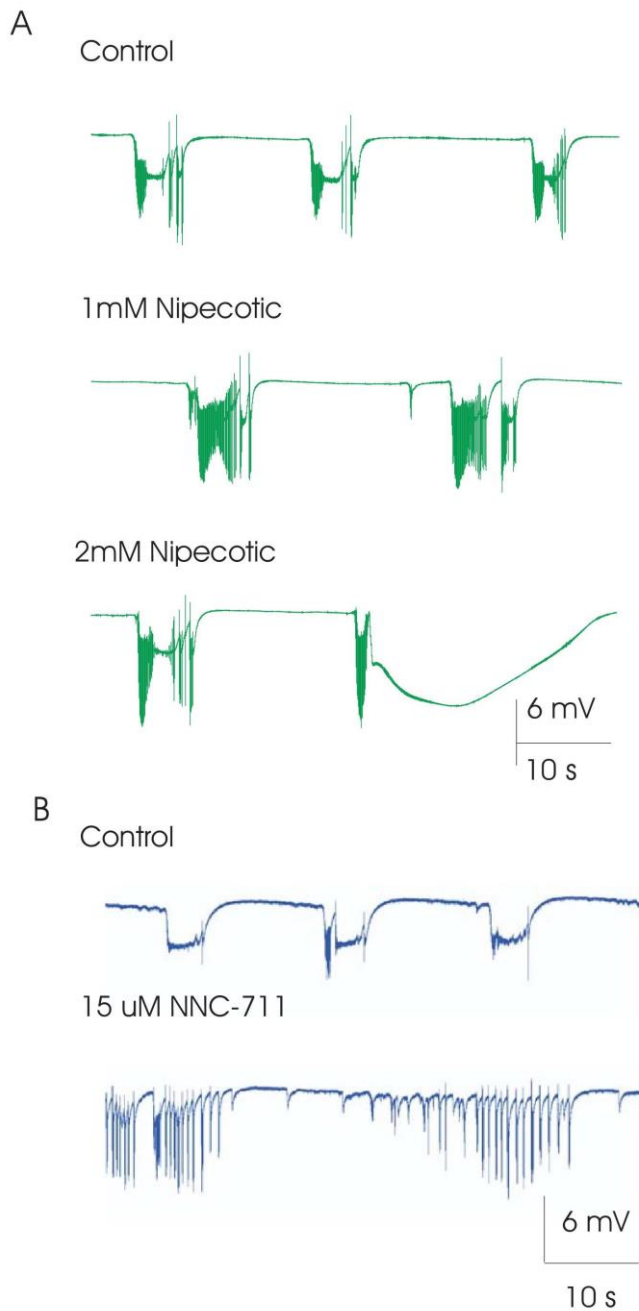 A
Control
1mM Nipecotic
2mM Nipecotic
6 mV
10 s
B
Control
15 uM NNC-711
6 mV
10 s